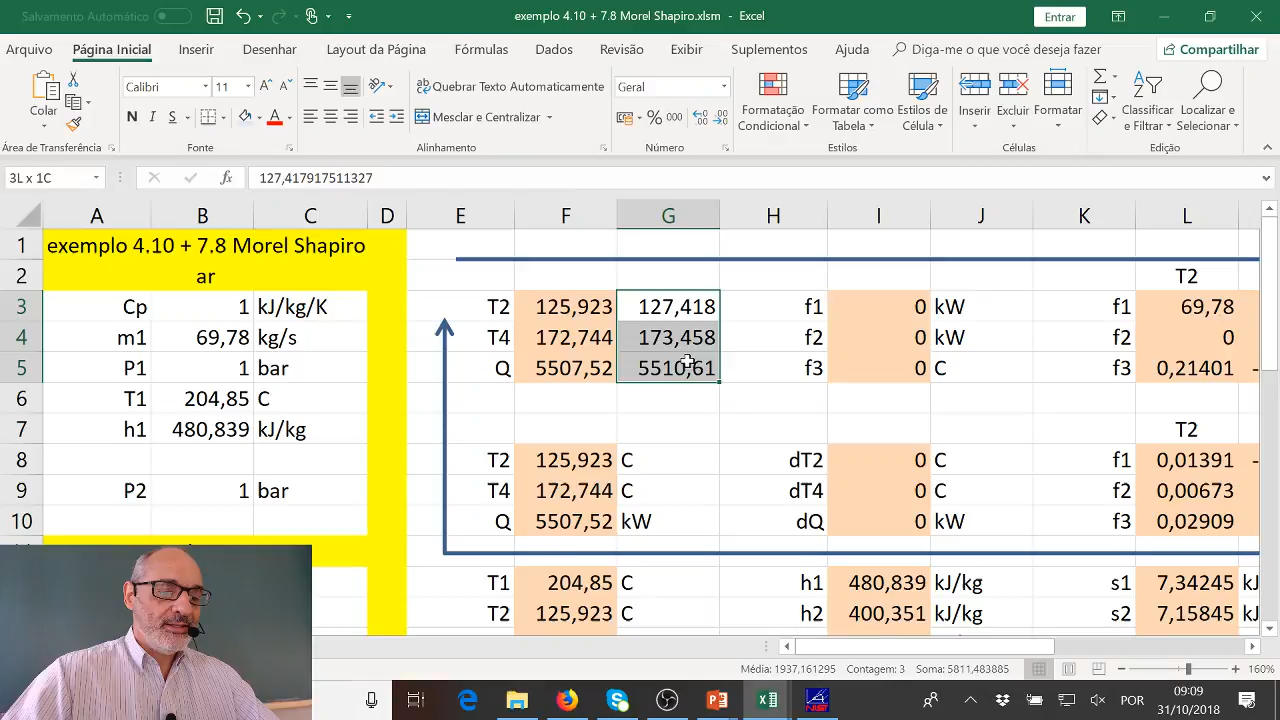 Salvamento Automático
exemplo 4.10 + 7.8 Morel Shapiro.xlsm - Excel
Entrar
Arquivo Página Inicial Inserir Desenhar Layout da Página Fórmulas Dados Revisão Exibir Suplementos Ajuda Diga-me o que você deseja fazer Compartilhar
Colar Calibri 11 Quebrar Texto Automaticamente Geral
N I S Mesclar e Centralizar % 000
Formatação Condicional Formatar como Tabela Estilos de Célula Inserir Excluir Formatar Classificar e Filtrar Localizar e Selecionar
Área de Transferência Fonte Alinhamento Número Estilos Células Edição
3L x 1C fx 127,417917511327
A B C D E F G H I J K L
1 exemplo 4.10 + 7.8 Morel Shapiro
2 ar T2
3 Cp 1 kJ/kg/K T2 125,923 127,418 f1 0 kW f1 69,78
4 m1 69,78 kg/s T4 172,744 173,458 f2 0 kW f2 0
5 P1 1 bar Q 5507,52 5510,61 f3 0 C f3 0,21401 -
6 T1 204,85 C
7 h1 480,839 kJ/kg T2
8 T2 125,923 C dT2 0 C f1 0,01391 -
9 P2 1 bar T4 172,744 C dT4 0 C f2 0,00673
10 Q 5507,52 kW dQ 0 kW f3 0,02909
T1 204,85 C h1 480,839 kJ/kg s1 7,34245 kJ
T2 125,923 C h2 400,351 kJ/kg s2 7,15845 kJ
Média: 1937,161295 Contagem: 3 Soma: 5811,483885 160%
POR
09:09
31/10/2018